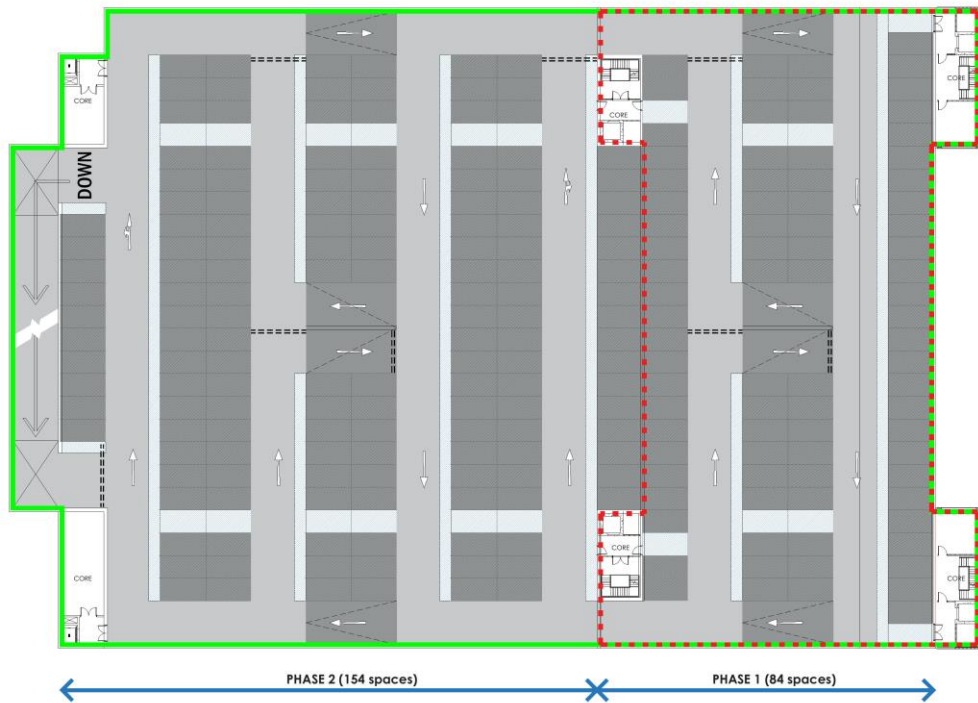 CORE
CORE
CORE
DOWN
CORE
CORE
CORE
PHASE 2 (154 spaces)
PHASE 1 (84 spaces)